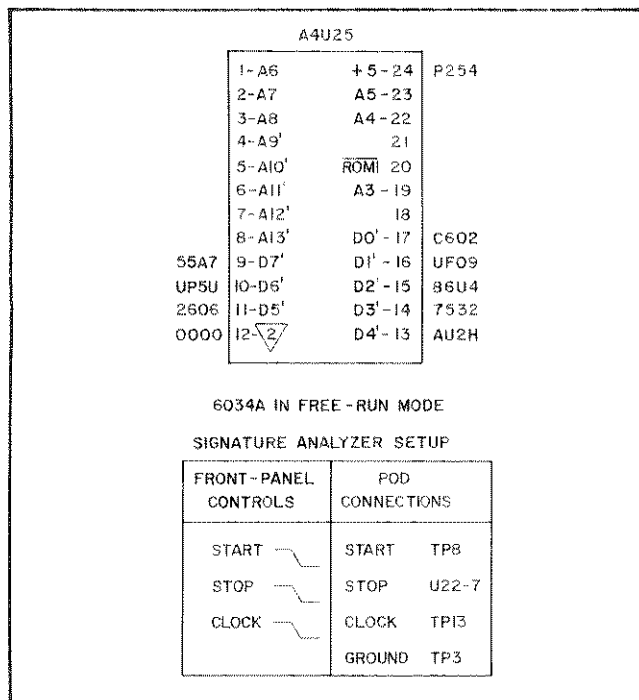 A4U25
1-A6 +5-24 P254
2-A7 A5-23
3-A8 A4-22
4-A9' 21
5-A10' ROM1 20
6-A11' A3-19
7-A12' 18
8-A13' D0'-17 C602
55A7 9-D7' D1'-16 UF09
UP5U 10-D6' D2'-15 86U4
2606 11-D5' D3'-14 7532
0000 12-2 D4'-13 AU2H
6034A IN FREE-RUN MODE
SIGNATURE ANALYZER SETUP
FRONT-PANEL POD
CONTROLS CONNECTIONS
START START TP8
STOP STOP U22-7
CLOCK CLOCK TP13
GROUND TP3